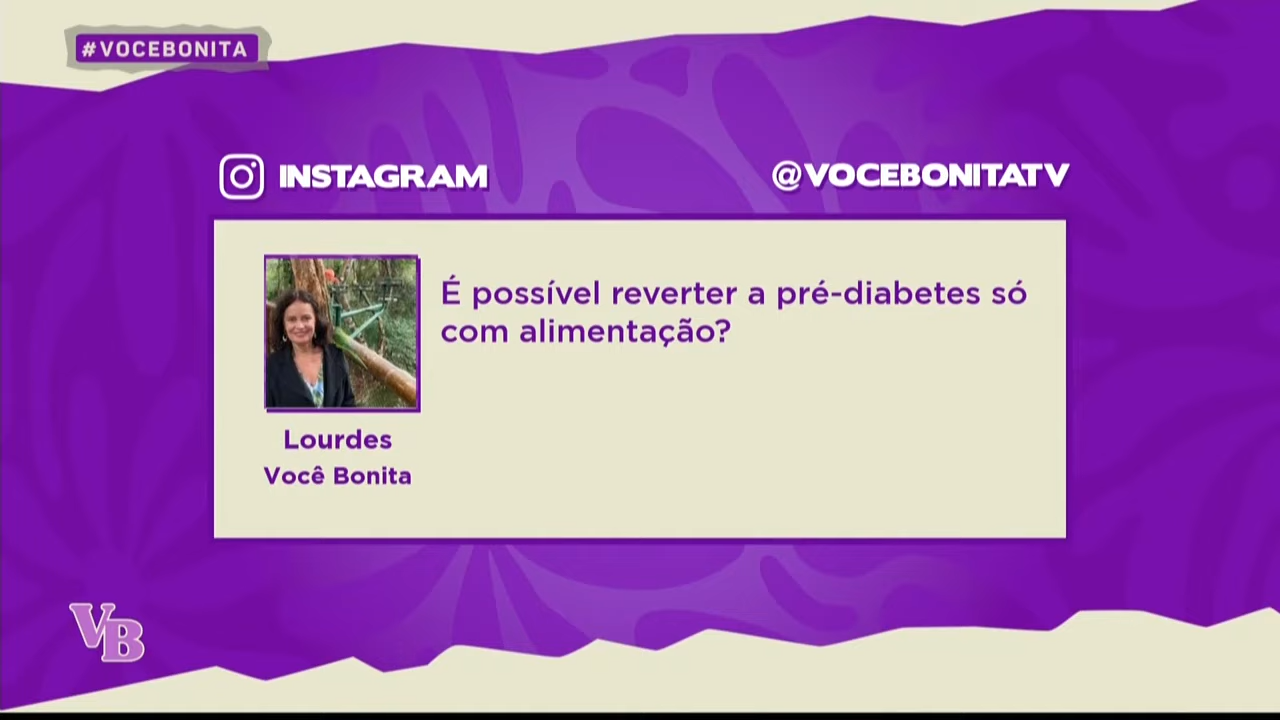 #VOCEBONITA
INSTAGRAM
@VOCEBONITATV
É possível reverter a pré-diabetes só
com alimentação?
Lourdes
Você Bonita
VB